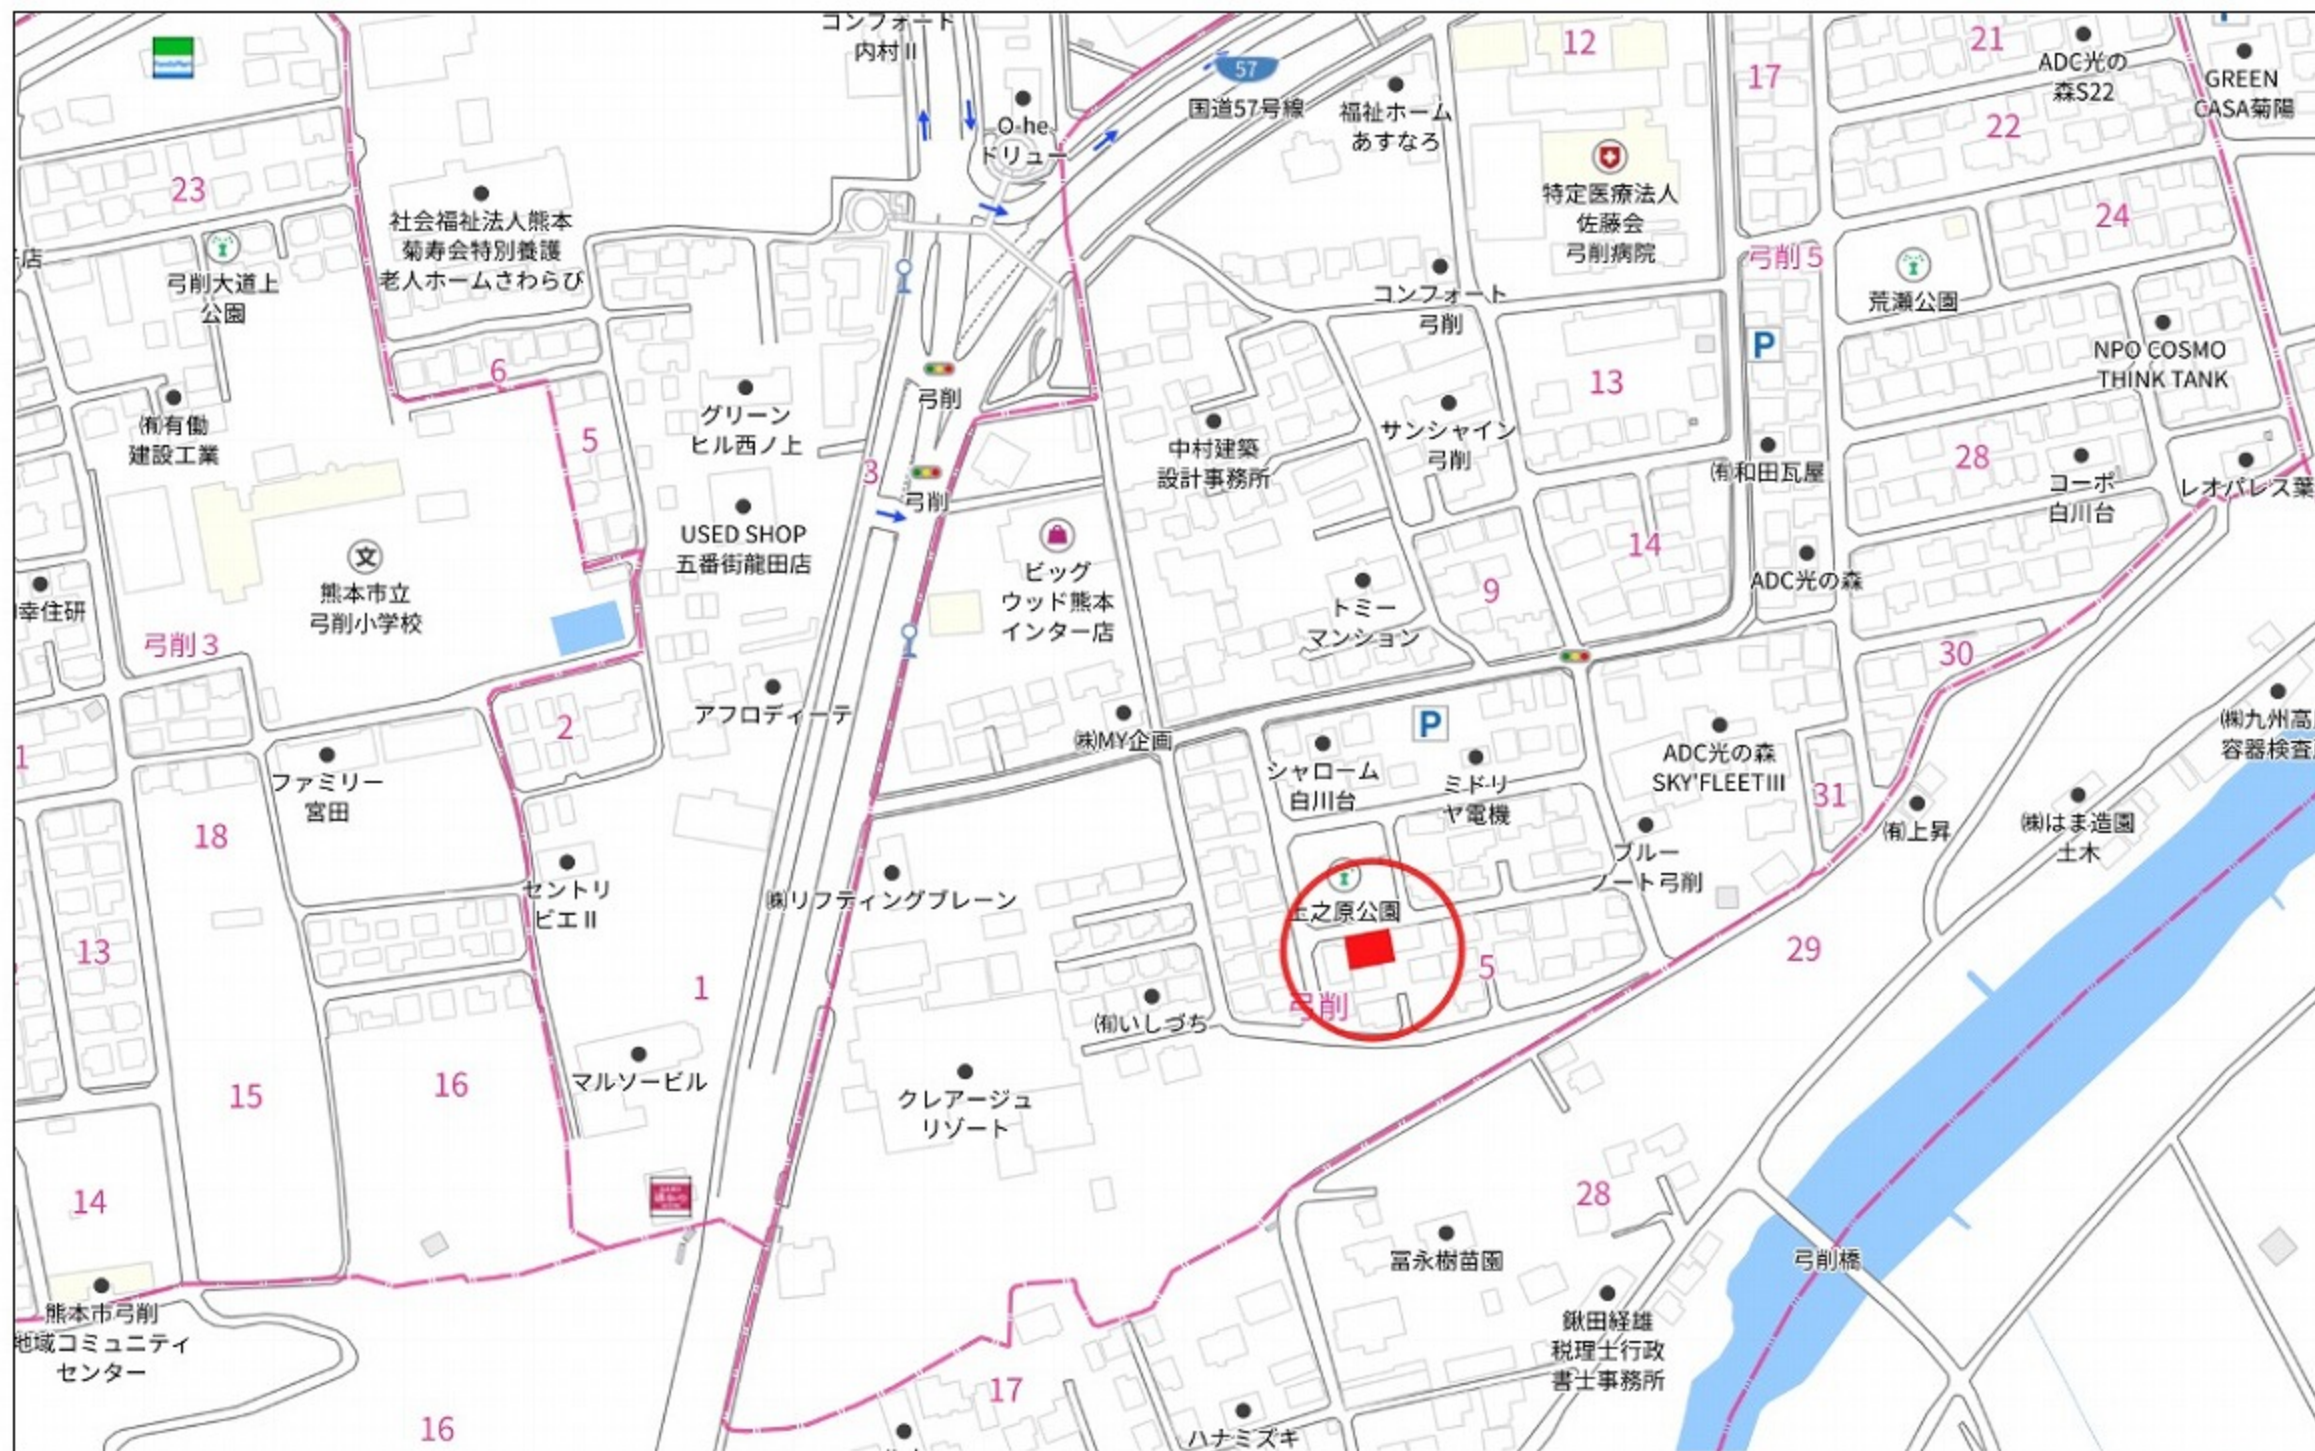 コンフォート
内村Ⅱ
57
国道57号線
12
17
21
ADC光の
森S22
GREEN
CASA菊陽
FamilyMart
O-he
ドリュー
福祉ホーム
あすなろ
22
23
特定医療法人
佐藤会
弓削病院
24
社会福祉法人熊本
菊寿会特別養護
老人ホームさわらび
弓削5
弓削大道上
公園
荒瀬公園
コンフォート
弓削
P
NPO COSMO
THINK TANK
6
13
弓削
㈲有働
建設工業
グリーン
ヒル西ノ上
中村建築
設計事務所
サンシャイン
弓削
5
3
弓削
㈲和田瓦屋
28
コーポ
白川台
レオパレス葉
USED SHOP
五番街龍田店
文
熊本市立
弓削小学校
ビッグ
ウッド熊本
インター店
14
ADC光の森
幸住研
9
トミー
マンション
弓削3
30
2
アフロディーテ
㈱MY企画
P
㈱九州高
容器検査
1
ファミリー
宮田
シャローム
白川台
ミドリ
ヤ電機
ADC光の森
SKY'FLEETⅢ
31
18
㈲上昇
㈱はま造園
土木
セントリ
ビエⅡ
㈱リフティングブレーン
ブルー
ノート弓削
上之原公園
13
1
5
29
弓削
㈲いしづち
マルソービル
クレアージュ
リゾート
15
16
14
28
冨永樹苗園
弓削橋
熊本市弓削
地域コミュニティ
センター
鍬田経雄
税理士行政
書士事務所
17
16
ハナミズキ